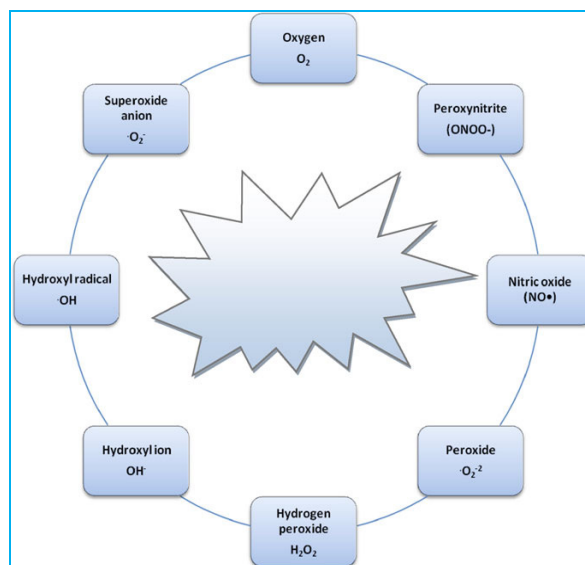 Oxygen
O₂
Peroxynitrite
(ONOO-)
Nitric oxide
(NO•)
Peroxide
·O₂⁻²
Hydrogen
peroxide
H₂O₂
Hydroxyl ion
OH⁻
Hydroxyl radical
·OH
Superoxide
anion
·O₂⁻